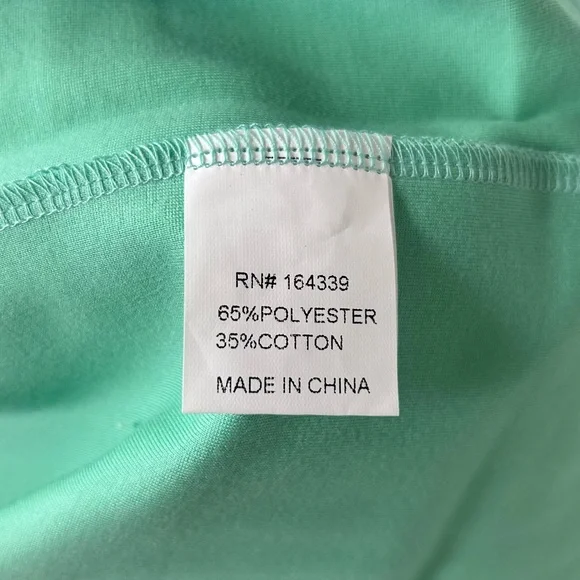 RN# 164339
65%POLYESTER
35%COTTON
MADE IN CHINA